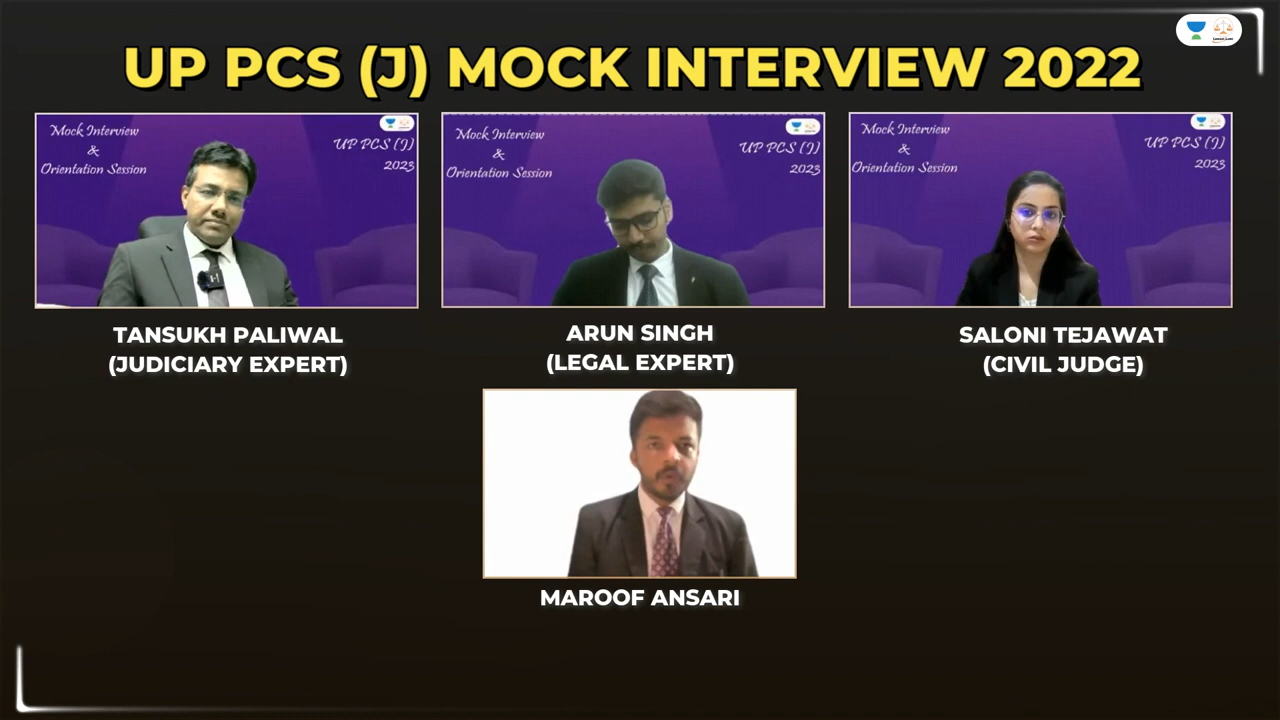 UP PCS (J) MOCK INTERVIEW 2022
Mock Interview
&
Orientation Session
UP PCS (J)
2023
Mock Interview
&
Orientation Session
UP PCS (J)
2023
Mock Interview
&
Orientation Session
UP PCS (J)
2023
TANSUKH PALIWAL
(JUDICIARY EXPERT)
ARUN SINGH
(LEGAL EXPERT)
SALONI TEJAWAT
(CIVIL JUDGE)
MAROOF ANSARI